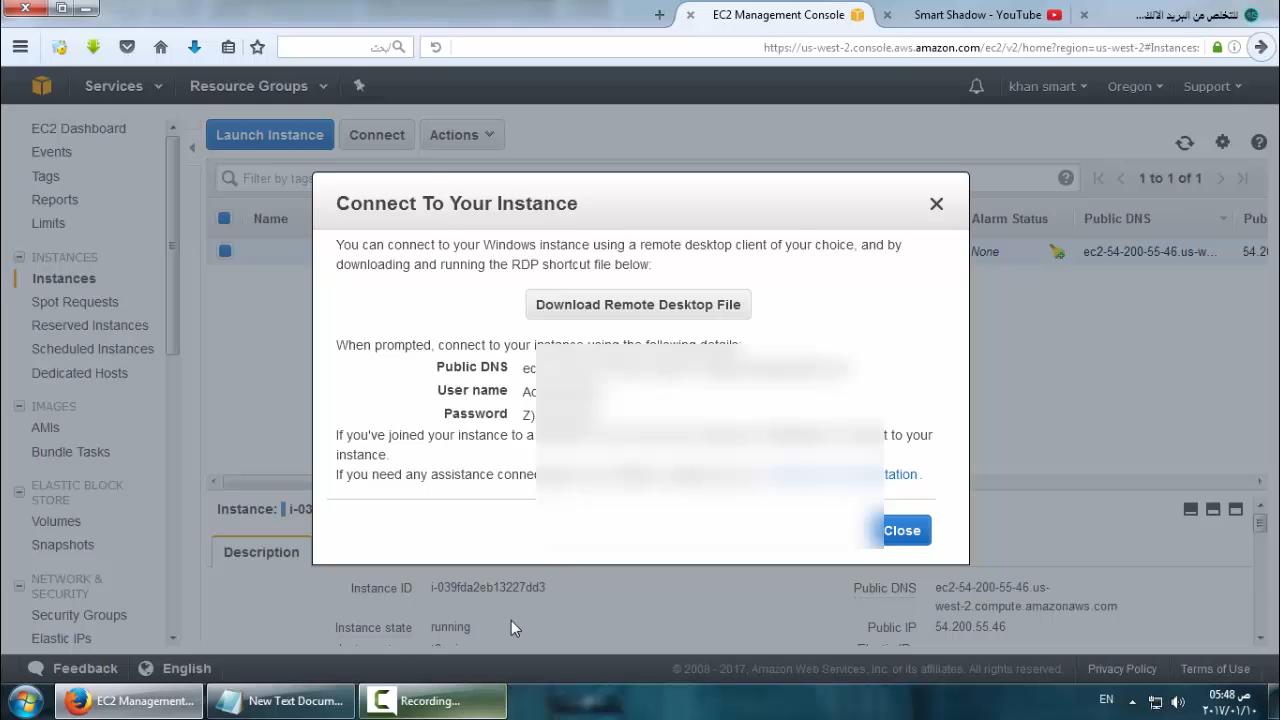 EC2 Management Console
Smart Shadow - YouTube
للتخلص من البريد الالك...
بحث
https://us-west-2.console.aws.amazon.com/ec2/v2/home?region=us-west-2#Instances:
Services
Resource Groups
khan smart
Oregon
Support
EC2 Dashboard
Events
Tags
Reports
Limits
INSTANCES
Instances
Spot Requests
Reserved Instances
Scheduled Instances
Dedicated Hosts
IMAGES
AMIs
Bundle Tasks
ELASTIC BLOCK
STORE
Volumes
Snapshots
NETWORK &
SECURITY
Security Groups
Elastic IPs
Launch Instance
Connect
Actions
Filter by tags
1 to 1 of 1
Name
Alarm Status
Public DNS
Pub
None
ec2-54-200-55-46.us-w...
54.20
Connect To Your Instance
You can connect to your Windows instance using a remote desktop client of your choice, and by
downloading and running the RDP shortcut file below:
Download Remote Desktop File
When prompted, connect to your instance using the following details:
Public DNS ec
User name
Password Z)
If you've joined your instance to a t to your
instance.
If you need any assistance conne tation.
Close
Instance: i-03
Description
Instance ID i-039fda2eb13227dd3
Instance state running
Public DNS ec2-54-200-55-46.us-
west-2.compute.amazonaws.com
Public IP 54.200.55.46
Feedback
English
© 2008 - 2017, Amazon Web Services, Inc. or its affiliates. All rights reserved.
Privacy Policy
Terms of Use
EC2 Management...
New Text Docum...
Recording...
EN
05:48 ص
٢٠١٧/٠١/١٠